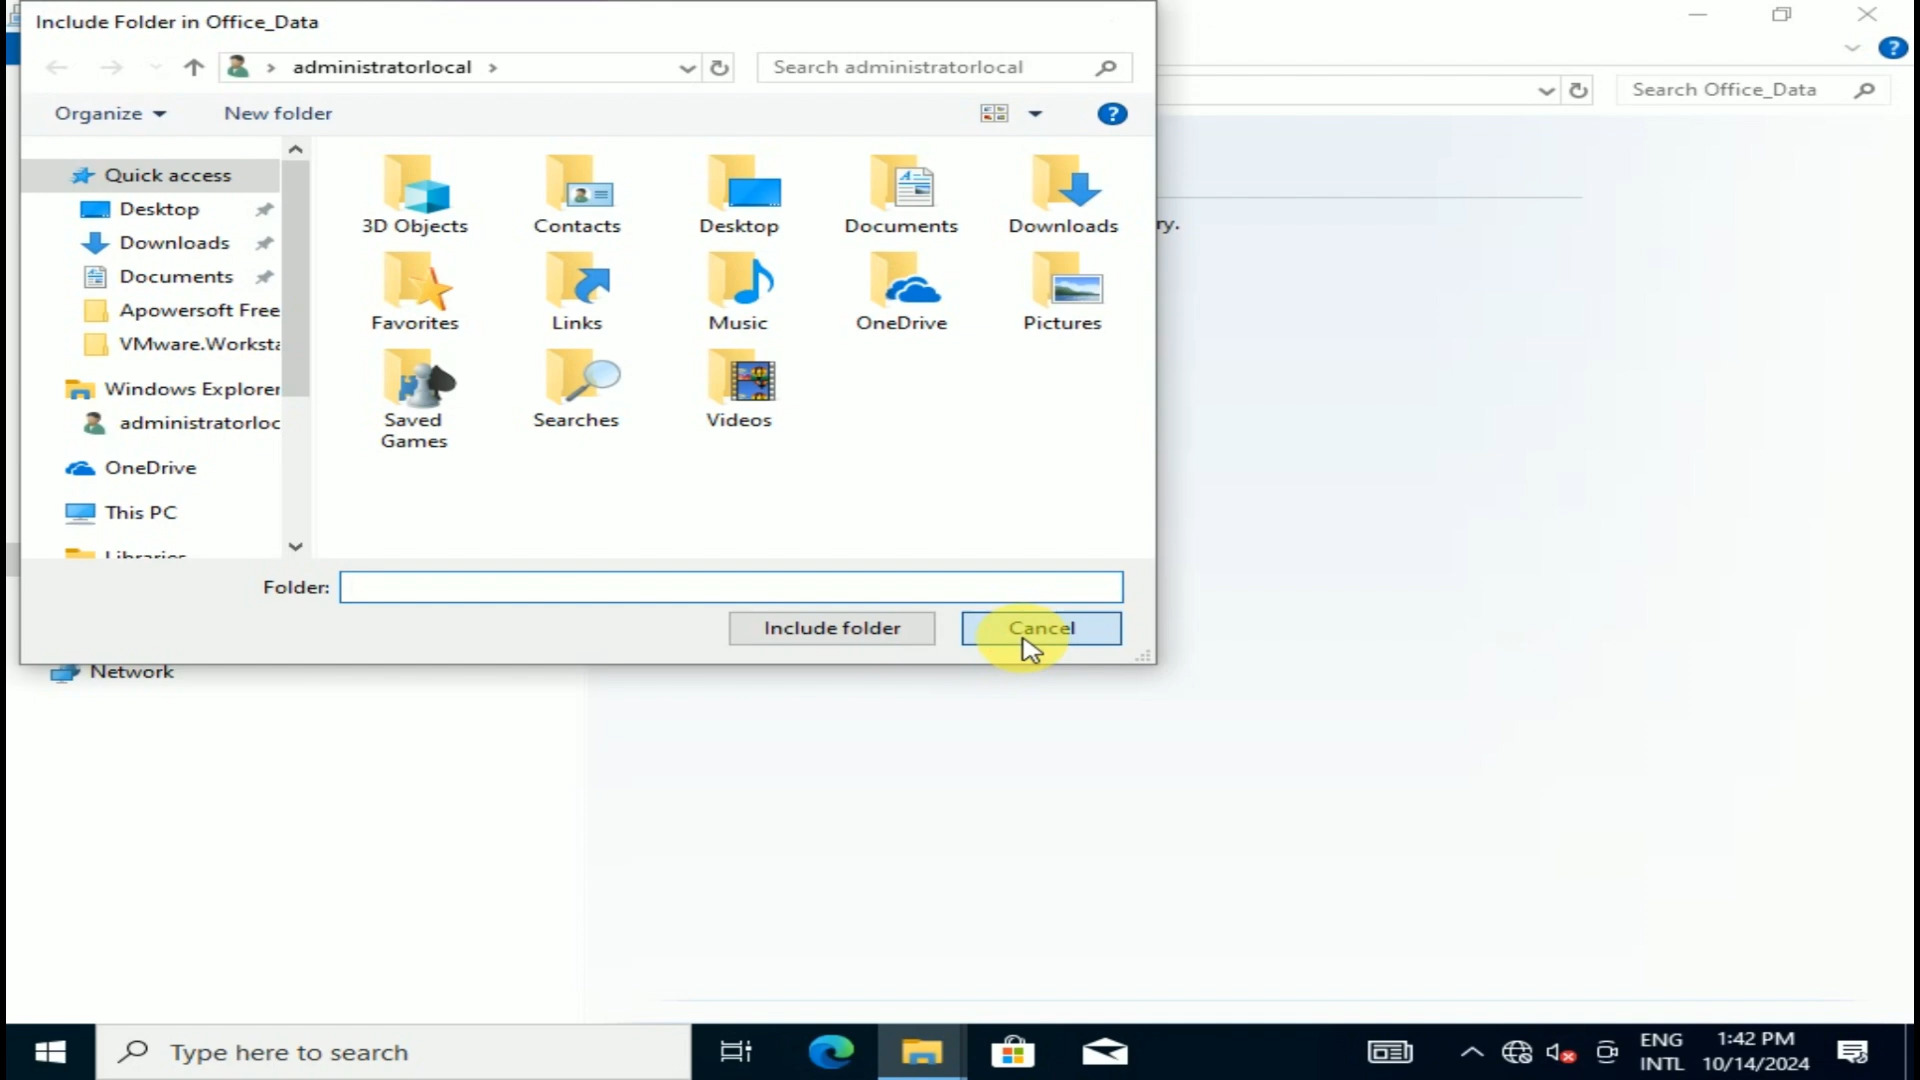 Include Folder in Office_Data
administratorlocal
Search administratorlocal
Search Office_Data
Organize
New folder
Quick access
Desktop
Downloads
Documents
Apowersoft Free
VMware.Worksta
Windows Explorer
administratorloc
OneDrive
This PC
Libraries
Network
3D Objects
Contacts
Desktop
Documents
Downloads
Favorites
Links
Music
OneDrive
Pictures
Saved
Games
Searches
Videos
ry.
Folder:
Include folder
Cancel
Type here to search
ENG
INTL
1:42 PM
10/14/2024